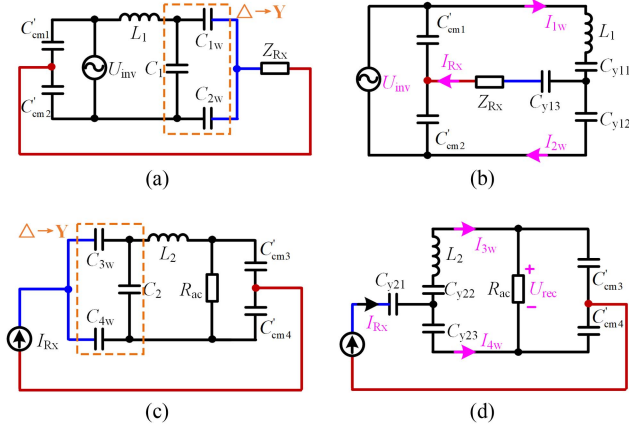 △→Y
C'cm1
L1
C1w
Uinv
C1
ZRx
C'cm2
C2w
(a)
I1w
C'cm1
L1
Uinv
IRx
Cy11
ZRx
Cy13
Cy12
C'cm2
I2w
(b)
△→Y
C3w
L2
C'cm3
C2
Rac
C4w
C'cm4
IRx
(c)
I3w
L2
Cy21
Cy22
Rac
+
Urec
−
C'cm3
IRx
Cy23
C'cm4
I4w
(d)